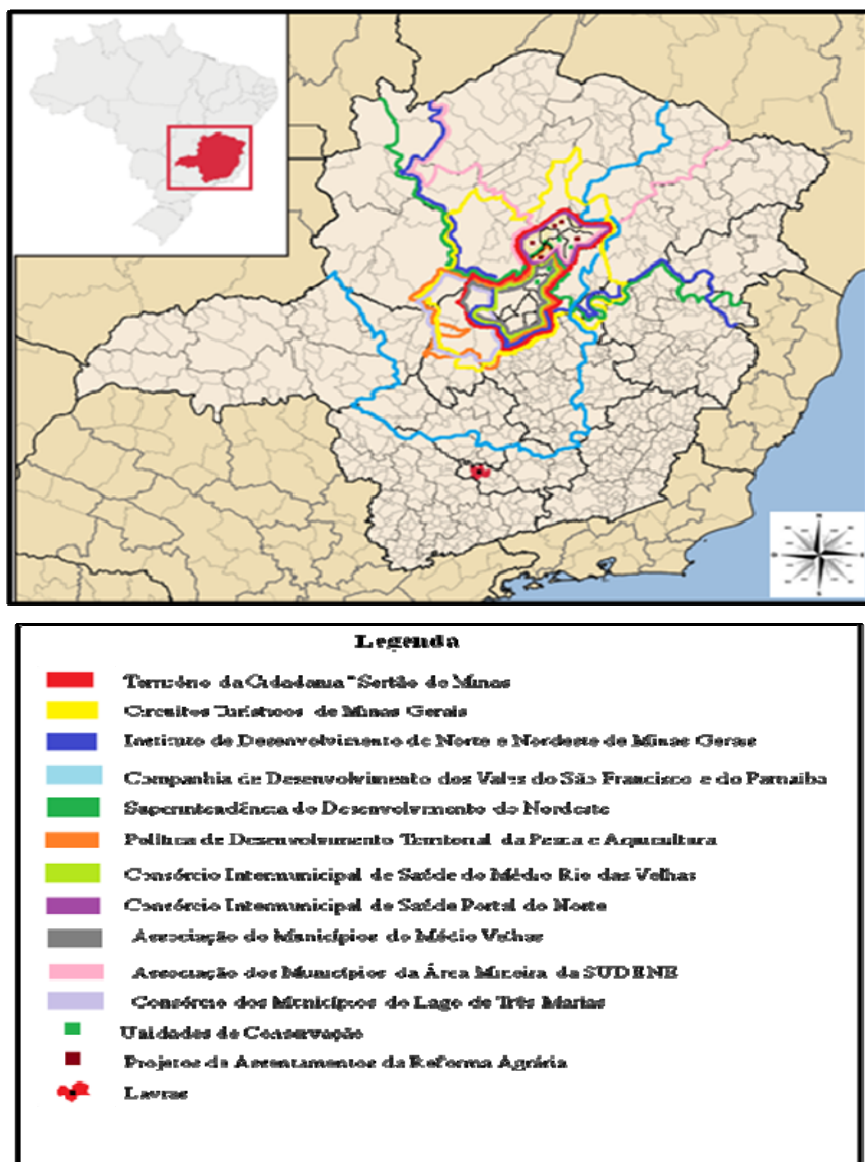 Legenda
Território da Cidadania "Sertão de Minas
Circuitos Turísticos de Minas Gerais
Instituto de Desenvolvimento do Norte e Nordeste de Minas Gerais
Companhia de Desenvolvimento dos Vales do São Francisco e do Parnaíba
Superintendência do Desenvolvimento do Nordeste
Política de Desenvolvimento Territorial da Pesca e Aquicultura
Consórcio Intermunicipal de Saúde do Médio Rio das Velhas
Consórcio Intermunicipal de Saúde Portal do Norte
Associação do Municípios do Médio Velhas
Associação dos Municípios da Área Mineira da SUDENE
Consórcio dos Municípios do Lago de Três Marias
Unidades de Conservação
Projetos de Assentamentos da Reforma Agrária
Lavras